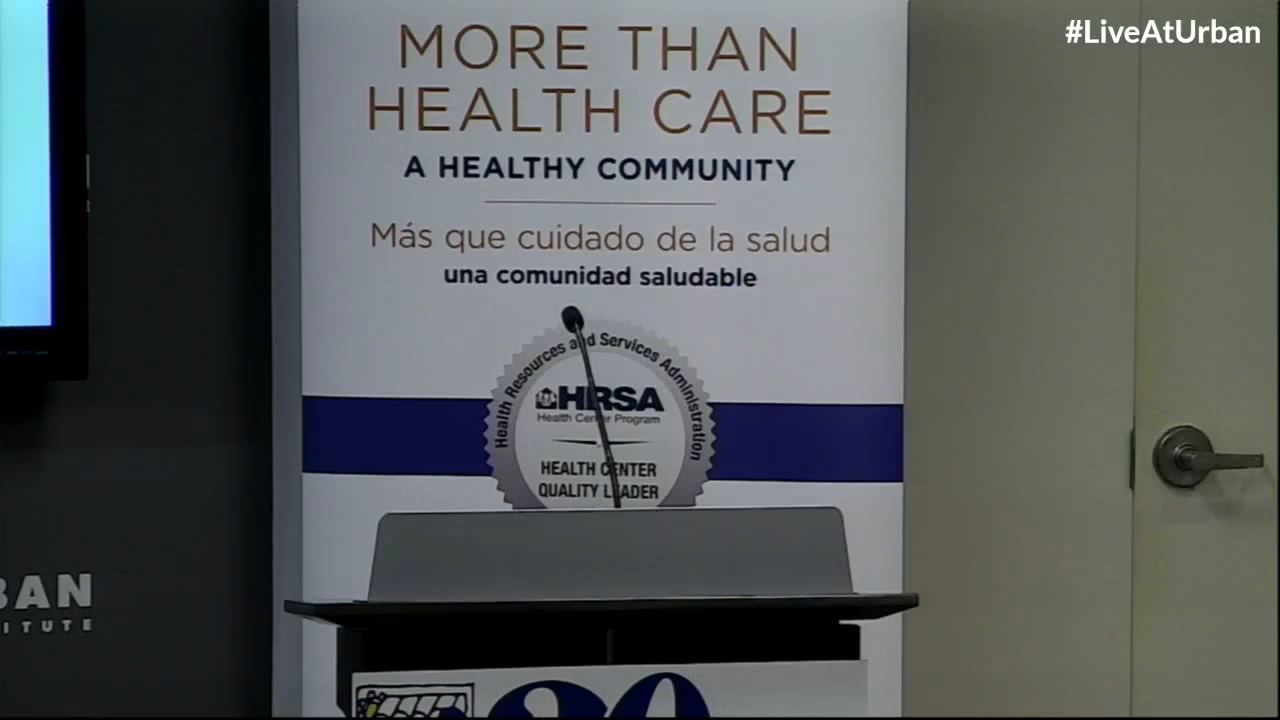 #LiveAtUrban
MORE THAN
HEALTH CARE
A HEALTHY COMMUNITY
Más que cuidado de la salud
una comunidad saludable
Health Resources and Services Administration
HRSA
Health Center Program
HEALTH CENTER
QUALITY LEADER
BAN
ITUTE